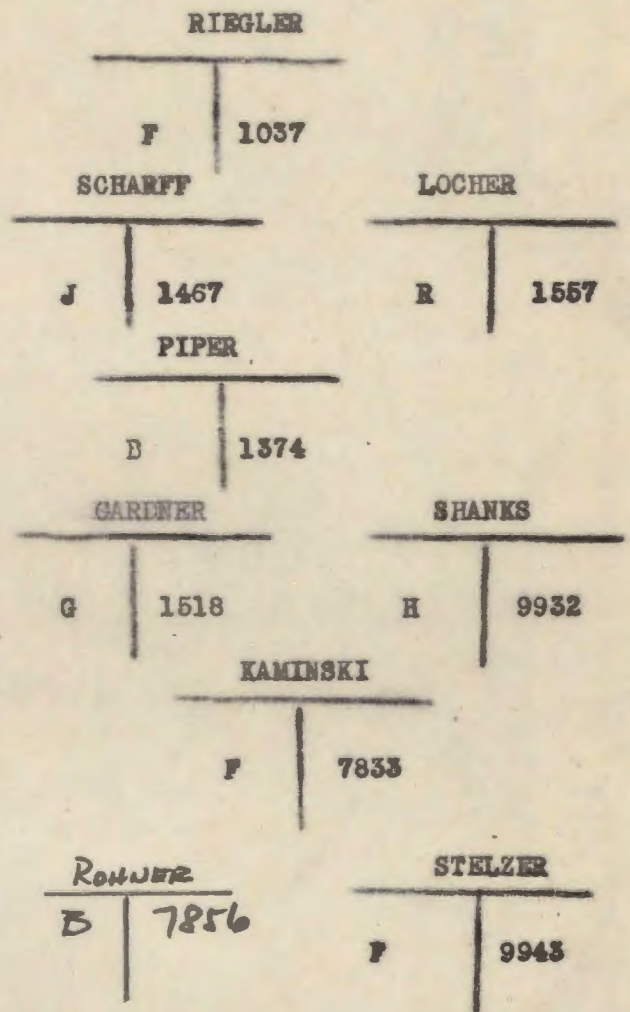 RIEGLER
F 1037
SCHARFF LOCHER
J 1467 R 1557
PIPER
B 1374
GARDNER SHANKS
G 1518 H 9932
KAMINSKI
F 7833
ROHNER STELZER
B 7856 F 9943